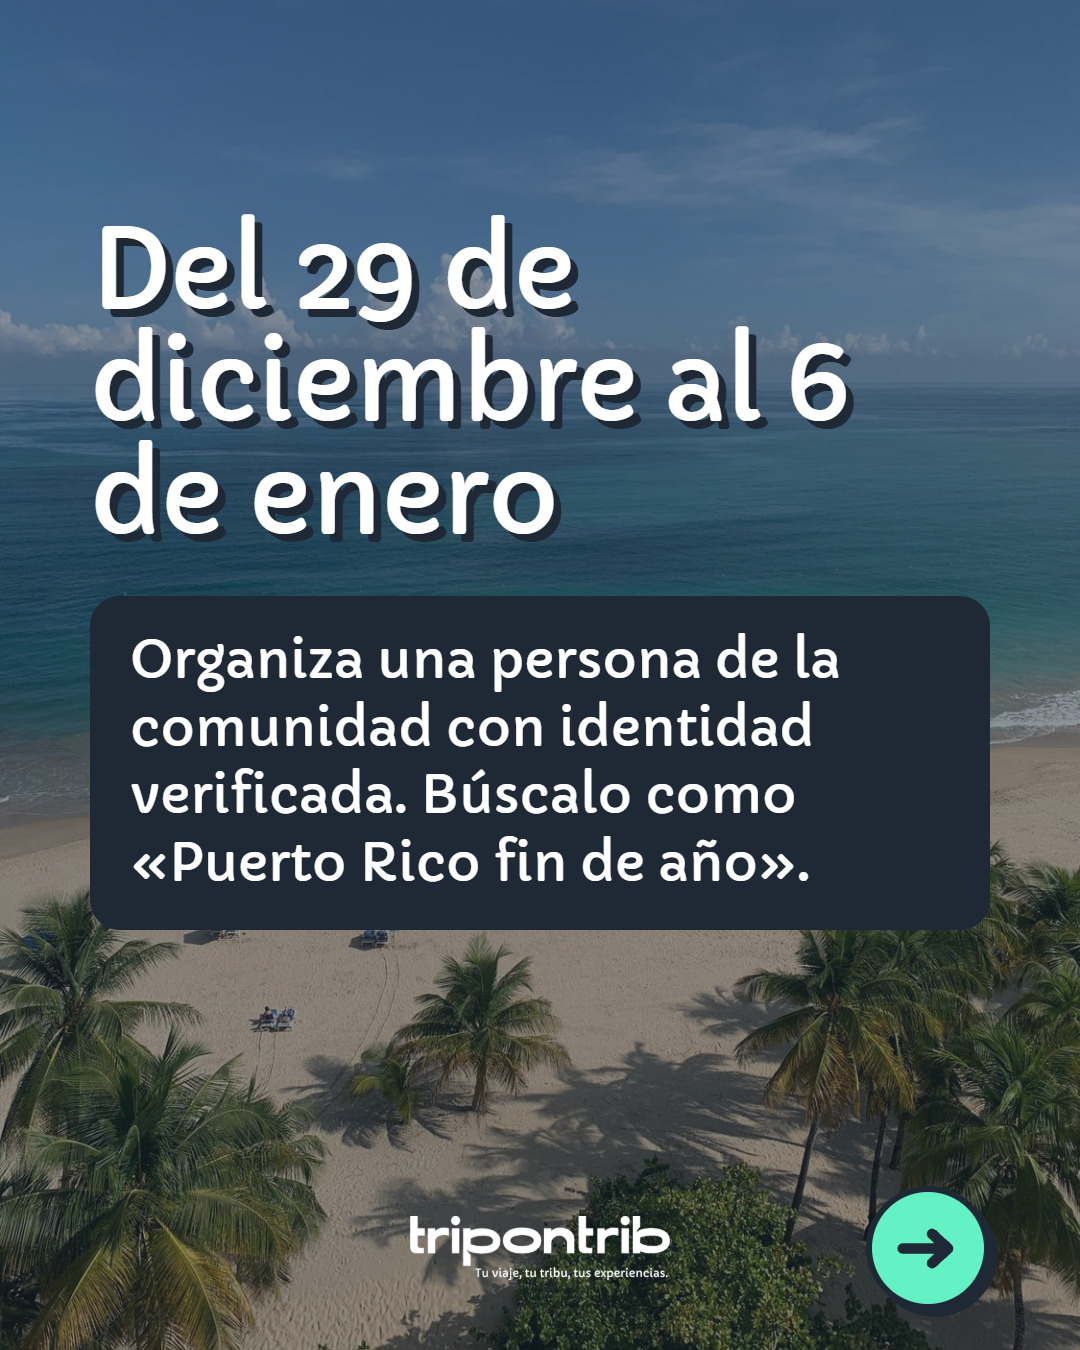 Del 29 de
diciembre al 6
de enero
Organiza una persona de la
comunidad con identidad
verificada. Búscalo como
«Puerto Rico fin de año».
tripontrib
Tu viaje, tu tribu, tus experiencias.